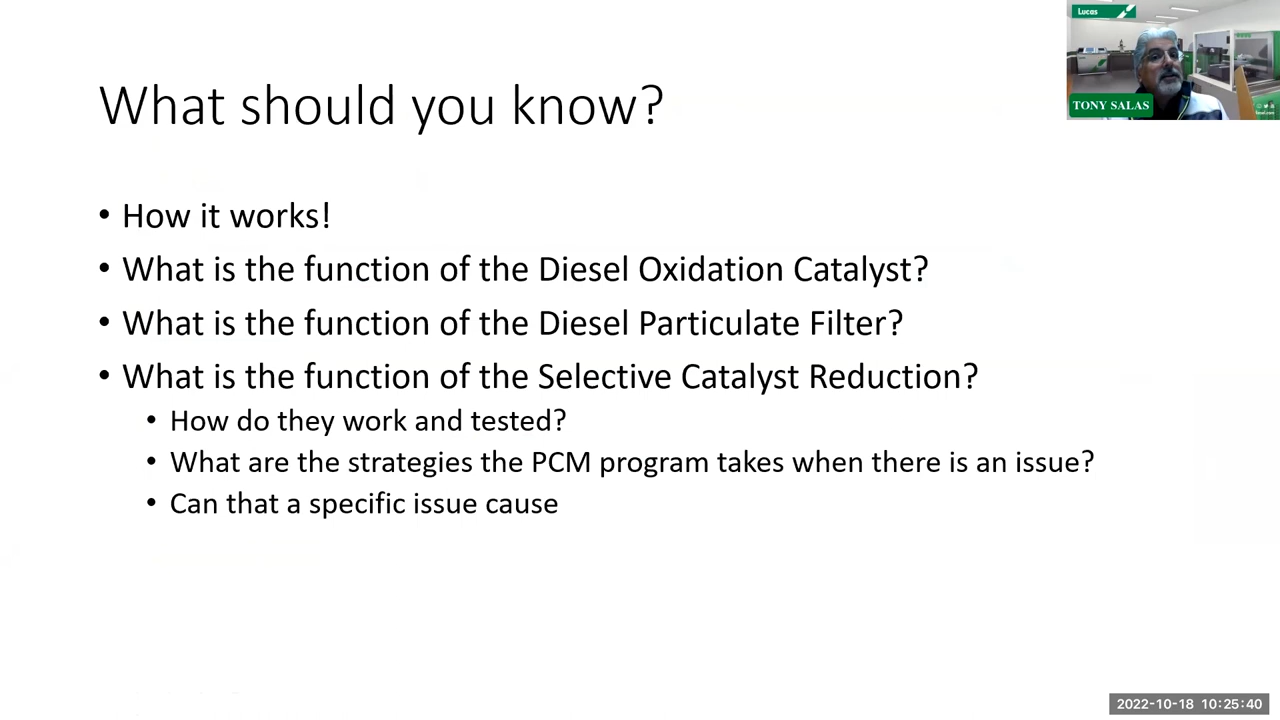 Lucas
TONY SALAS
What should you know?
• How it works!
• What is the function of the Diesel Oxidation Catalyst?
• What is the function of the Diesel Particulate Filter?
• What is the function of the Selective Catalyst Reduction?
• How do they work and tested?
• What are the strategies the PCM program takes when there is an issue?
• Can that a specific issue cause
2022-10-18 10:25:40